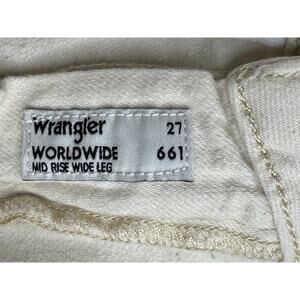 Wrangler 27
WORLDWIDE 661
MID RISE WIDE LEG